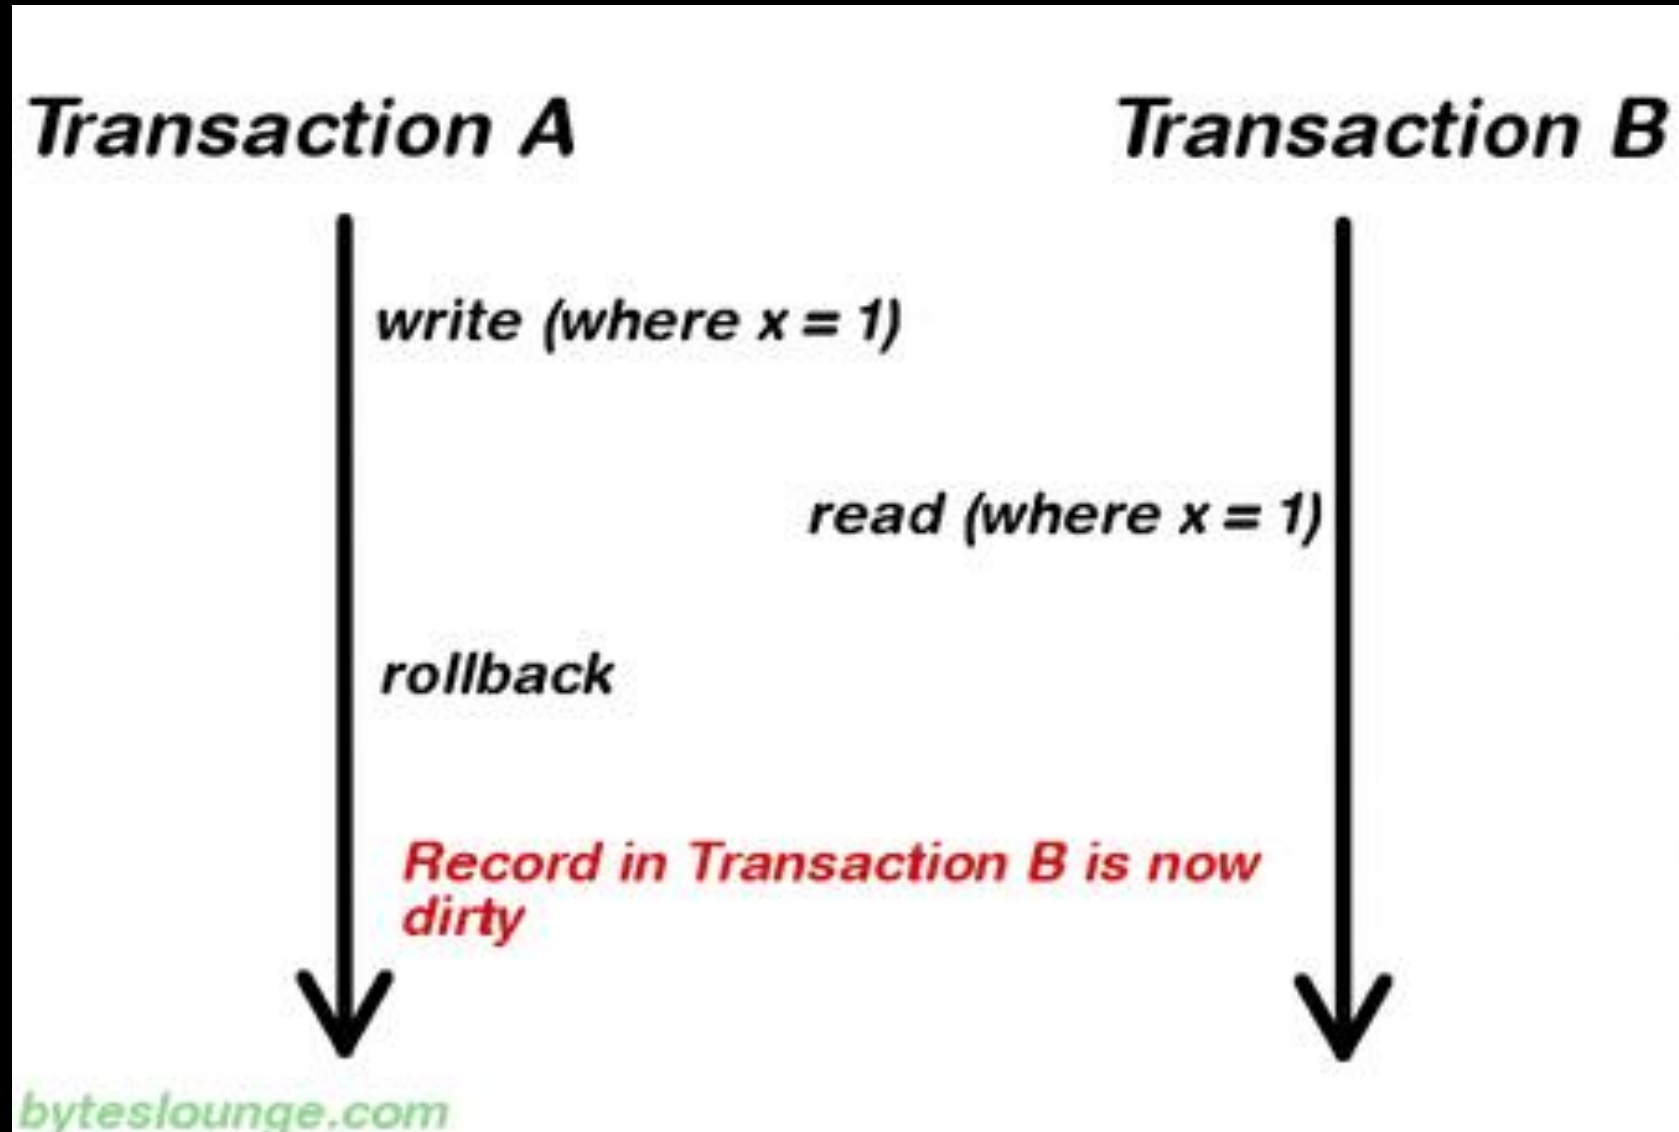 Transaction A
Transaction B
write (where x = 1)
read (where x = 1)
rollback
Record in Transaction B is now
dirty
byteslounge.com